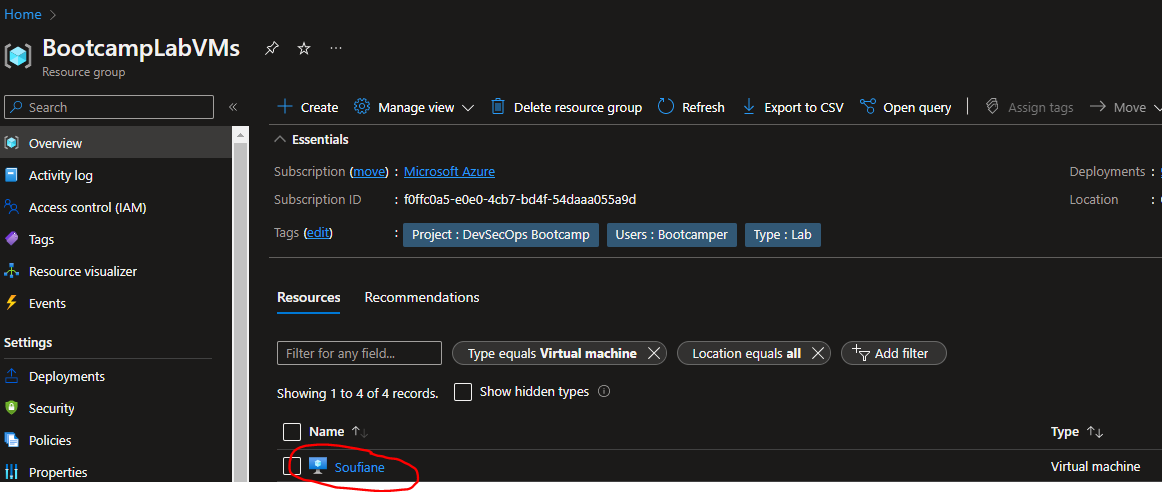 Home
BootcampLabVMs
Resource group
Search
Create Manage view Delete resource group Refresh Export to CSV Open query Assign tags Move
Overview
Activity log
Access control (IAM)
Tags
Resource visualizer
Events
Settings
Deployments
Security
Policies
Properties
Essentials
Subscription (move) : Microsoft Azure
Deployments :
Subscription ID : f0ffc0a5-e0e0-4cb7-bd4f-54daaa055a9d
Location :
Tags (edit) : Project : DevSecOps Bootcamp Users : Bootcamper Type : Lab
Resources Recommendations
Filter for any field... Type equals Virtual machine Location equals all Add filter
Showing 1 to 4 of 4 records. Show hidden types
Name Type
Soufiane Virtual machine